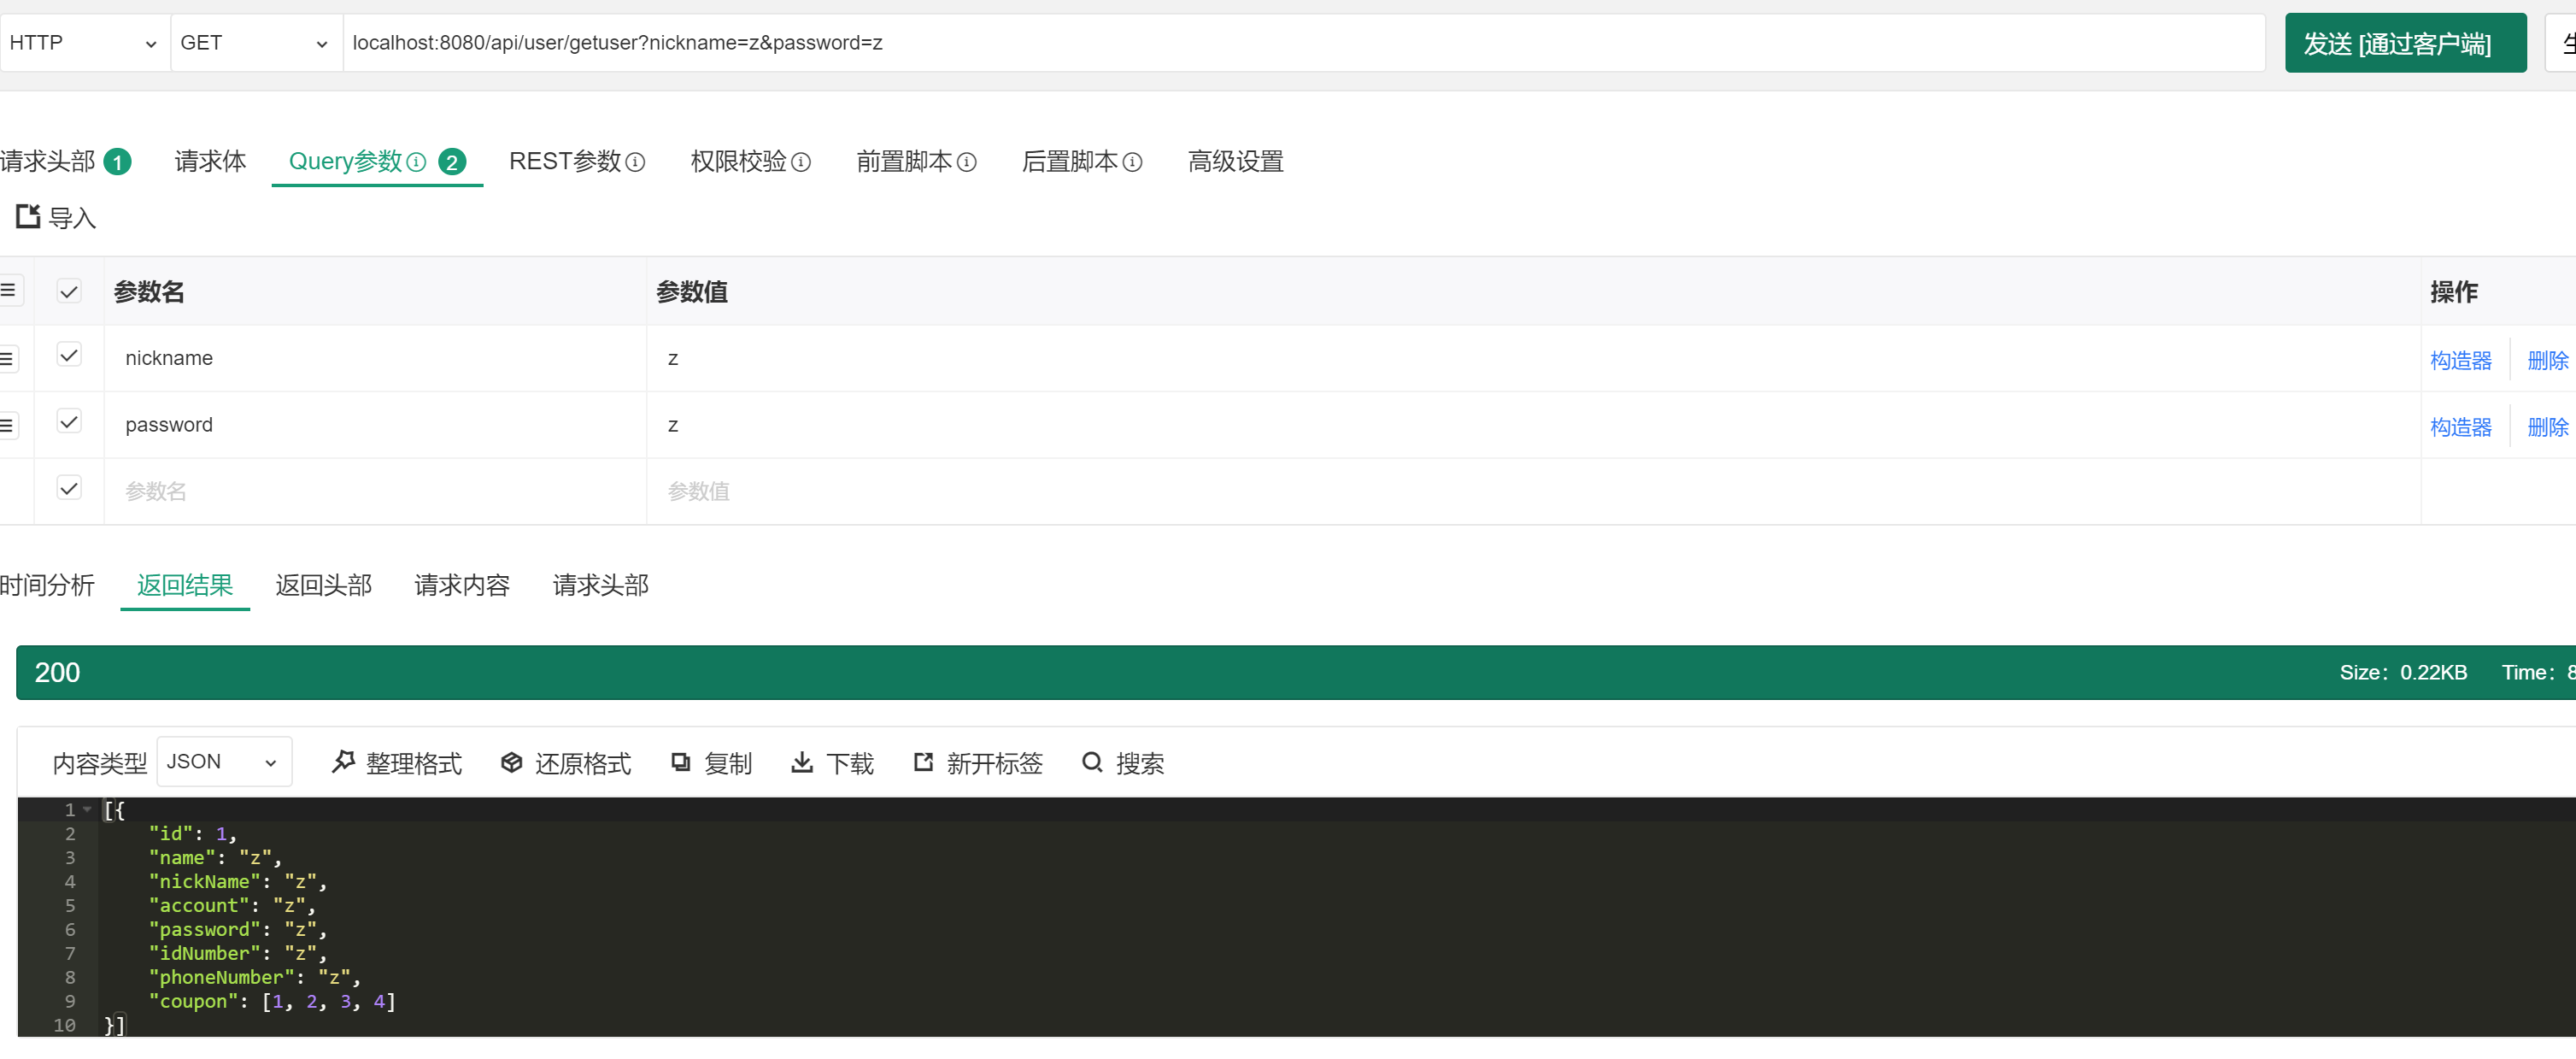 HTTP GET localhost:8080/api/user/getuser?nickname=z&password=z 发送 [通过客户端]
请求头部 1 请求体 Query参数 2 REST参数 权限校验 前置脚本 后置脚本 高级设置
导入
参数名 参数值 操作
nickname z 构造器 删除
password z 构造器 删除
参数名 参数值
时间分析 返回结果 返回头部 请求内容 请求头部
200 Size: 0.22KB Time:
内容类型 JSON 整理格式 还原格式 复制 下载 新开标签 搜索
1 [{
2 "id": 1,
3 "name": "z",
4 "nickName": "z",
5 "account": "z",
6 "password": "z",
7 "idNumber": "z",
8 "phoneNumber": "z",
9 "coupon": [1, 2, 3, 4]
10 }]